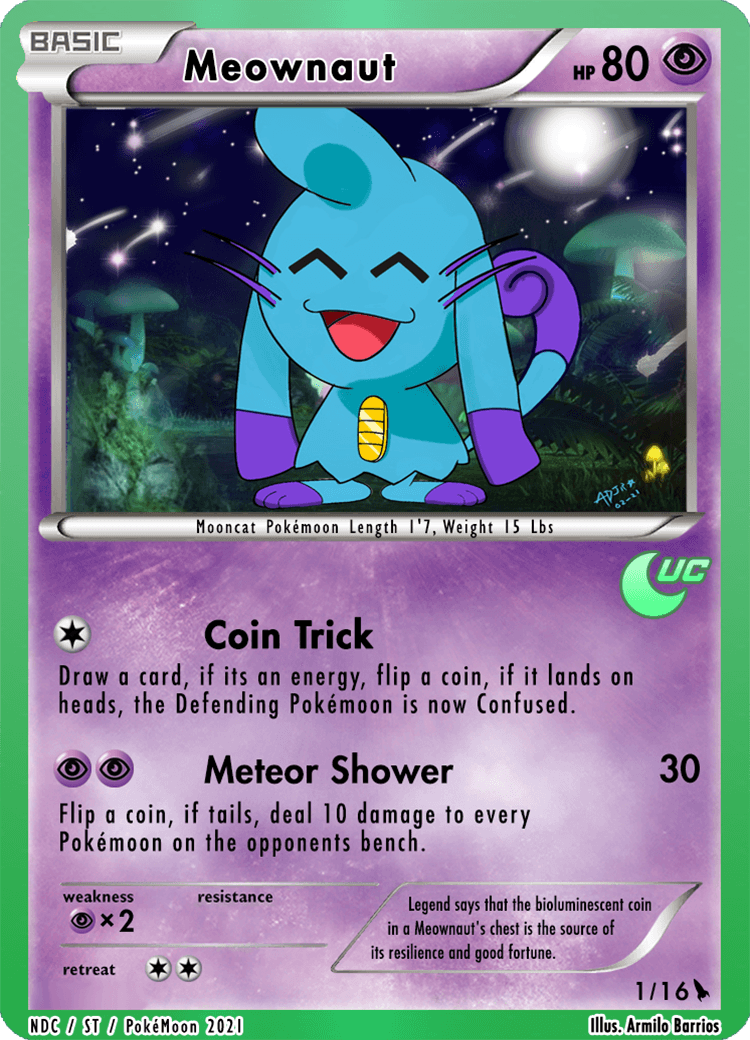 BASIC
Meownaut
HP 80
ADJR
02-21
Mooncat Pokémoon Length 1'7, Weight 15 Lbs
UC
Coin Trick
Draw a card, if its an energy, flip a coin, if it lands on
heads, the Defending Pokémoon is now Confused.
Meteor Shower 30
Flip a coin, if tails, deal 10 damage to every
Pokémoon on the opponents bench.
weakness resistance
×2
retreat
Legend says that the bioluminescent coin
in a Meownaut's chest is the source of
its resilience and good fortune.
1/16
NDC / ST / PokéMoon 2021
Illus. Armilo Barrios